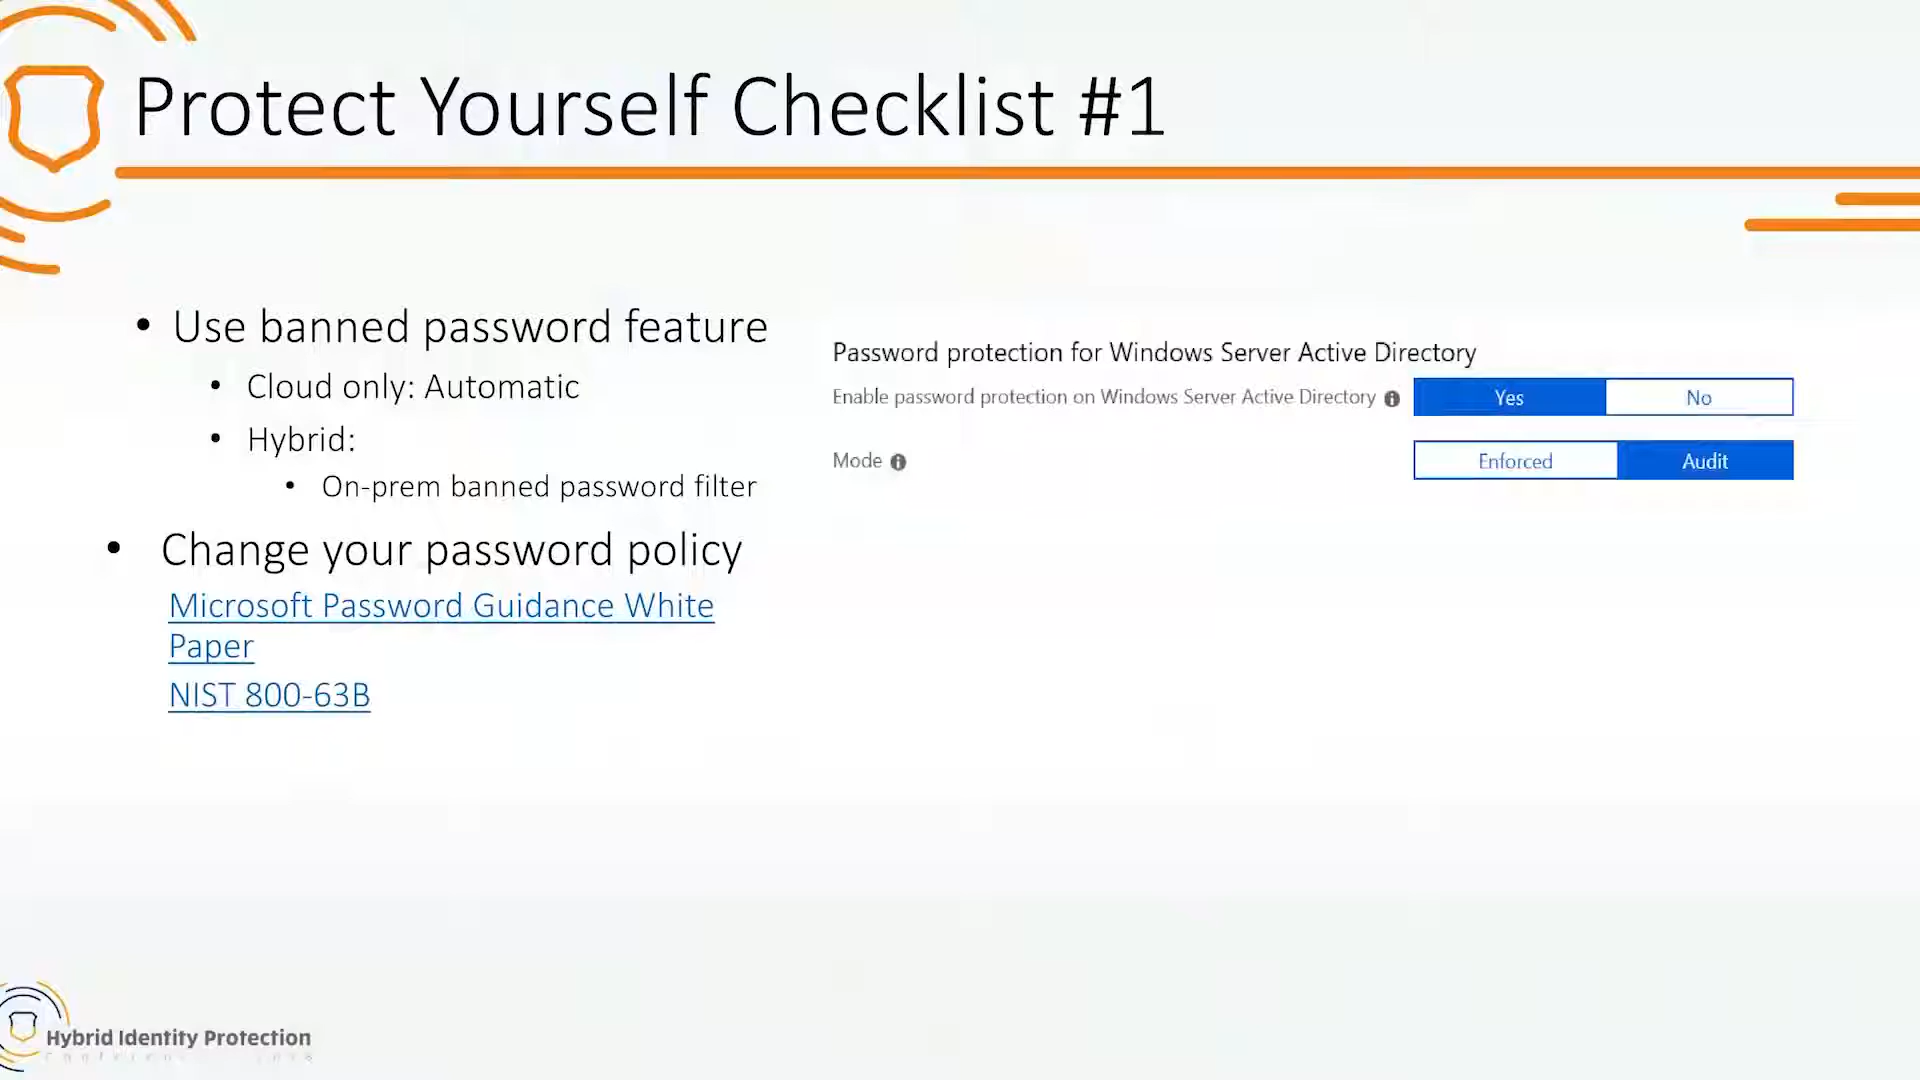 Protect Yourself Checklist #1
• Use banned password feature
• Cloud only: Automatic
• Hybrid:
• On-prem banned password filter
• Change your password policy
Microsoft Password Guidance White
Paper
NIST 800-63B
Password protection for Windows Server Active Directory
Enable password protection on Windows Server Active Directory
Yes
No
Mode
Enforced
Audit
Hybrid Identity Protection